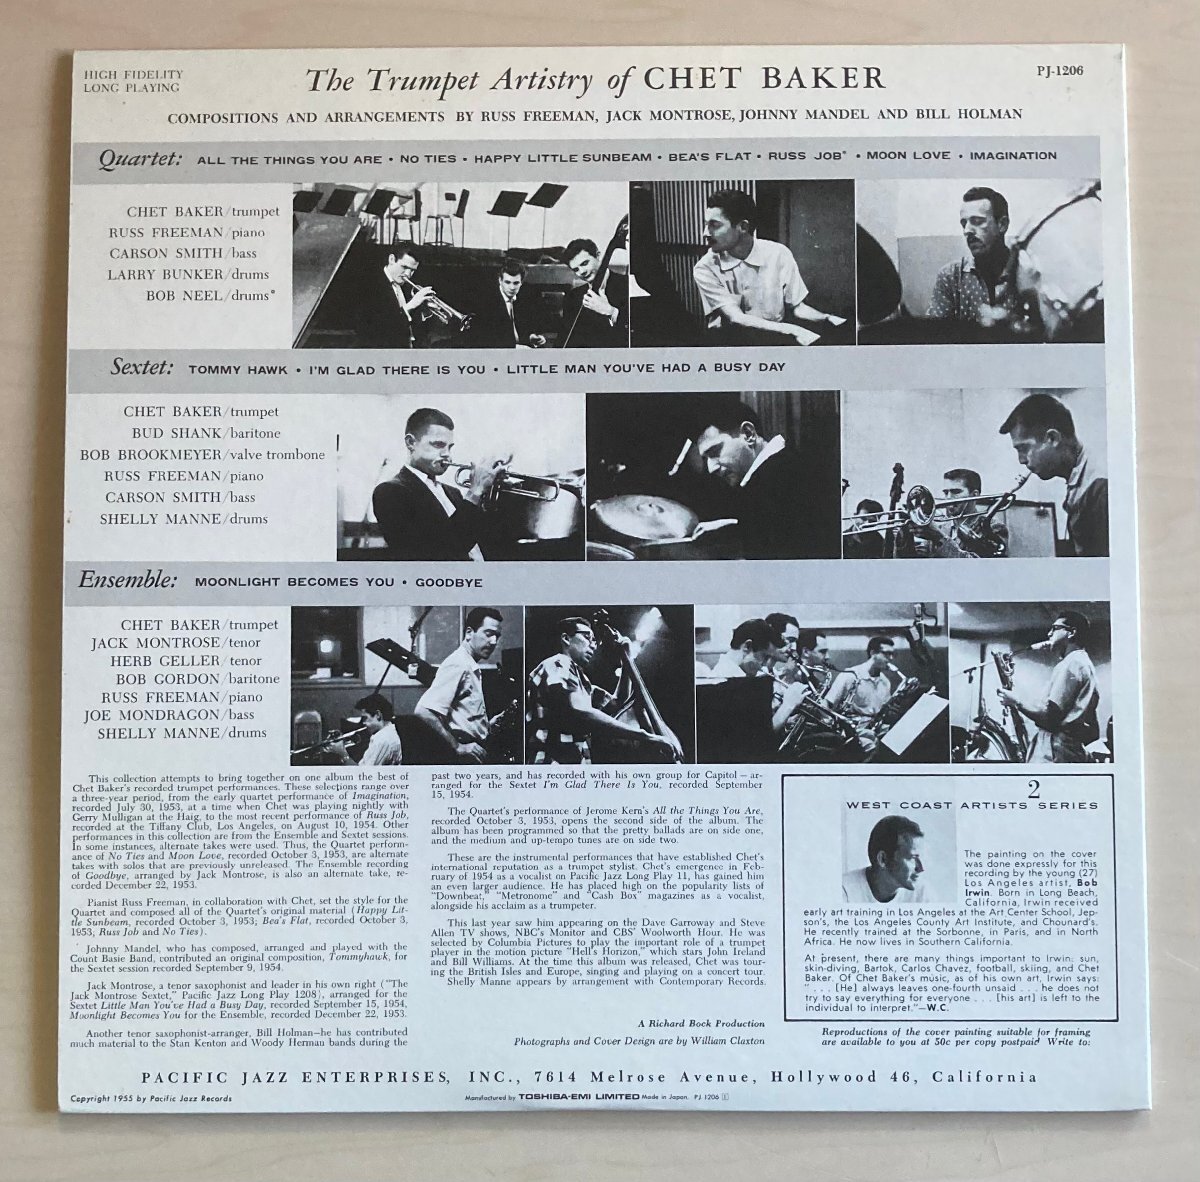 HIGH FIDELITY
LONG PLAYING
The Trumpet Artistry of CHET BAKER
PJ-1206
COMPOSITIONS AND ARRANGEMENTS BY RUSS FREEMAN, JACK MONTROSE, JOHNNY MANDEL AND BILL HOLMAN
Quartet: ALL THE THINGS YOU ARE • NO TIES • HAPPY LITTLE SUNBEAM • BEA'S FLAT • RUSS JOB* • MOON LOVE • IMAGINATION
CHET BAKER/trumpet
RUSS FREEMAN/piano
CARSON SMITH/bass
LARRY BUNKER/drums
BOB NEEL/drums*
Sextet: TOMMY HAWK • I'M GLAD THERE IS YOU • LITTLE MAN YOU'VE HAD A BUSY DAY
CHET BAKER/trumpet
BUD SHANK/baritone
BOB BROOKMEYER/valve trombone
RUSS FREEMAN/piano
CARSON SMITH/bass
SHELLY MANNE/drums
Ensemble: MOONLIGHT BECOMES YOU • GOODBYE
CHET BAKER/trumpet
JACK MONTROSE/tenor
HERB GELLER/tenor
BOB GORDON/baritone
RUSS FREEMAN/piano
JOE MONDRAGON/bass
SHELLY MANNE/drums
This collection attempts to bring together on one album the best of
Chet Baker's recorded trumpet performances. These selections range over
a three-year period, from the early quartet performance of Imagination,
recorded July 30, 1953, at a time when Chet was playing nightly with
Gerry Mulligan at the Haig, to the most recent performance of Russ Job,
recorded at the Tiffany Club, Los Angeles, on August 10, 1954. Other
performances in this collection are from the Ensemble and Sextet sessions.
In some instances, alternate takes were used. Thus, the Quartet perform-
ance of No Ties and Moon Love, recorded October 3, 1953, are alternate
takes with solos that are previously unreleased. The Ensemble recording
of Goodbye, arranged by Jack Montrose, is also an alternate take, re-
corded December 22, 1953.
Pianist Russ Freeman, in collaboration with Chet, set the style for the
Quartet and composed all of the Quartet's original material (Happy Lit-
tle Sunbeam, recorded October 3, 1953; Bea's Flat, recorded October 3,
1953; Russ Job and No Ties).
Johnny Mandel, who has composed, arranged and played with the
Count Basie Band, contributed an original composition, Tommyhawk, for
the Sextet session recorded September 9, 1954.
Jack Montrose, a tenor saxophonist and leader in his own right ("The
Jack Montrose Sextet," Pacific Jazz Long Play 1208), arranged for the
Sextet Little Man You've Had a Busy Day, recorded September 15, 1954,
Moonlight Becomes You for the Ensemble, recorded December 22, 1953.
Another tenor saxophonist-arranger, Bill Holman—he has contributed
much material to the Stan Kenton and Woody Herman bands during the
past two years, and has recorded with his own group for Capitol – ar-
ranged for the Sextet I'm Glad There Is You, recorded September
15, 1954.
The Quartet's performance of Jerome Kern's All the Things You Are,
recorded October 3, 1953, opens the second side of the album. The
album has been programmed so that the pretty ballads are on side one,
and the medium and up-tempo tunes are on side two.
These are the instrumental performances that have established Chet's
international reputation as a trumpet stylist. Chet's emergence in Feb-
ruary of 1954 as a vocalist on Pacific Jazz Long Play 11, has gained him
an even larger audience. He has placed high on the popularity lists of
"Downbeat," "Metronome" and "Cash Box" magazines as a vocalist,
alongside his acclaim as a trumpeter.
This last year saw him appearing on the Dave Garroway and Steve
Allen TV shows, NBC's Monitor and CBS' Woolworth Hour. He was
selected by Columbia Pictures to play the important role of a trumpet
player in the motion picture "Hell's Horizon," which stars John Ireland
and Bill Williams. At the time this album was released, Chet was tour-
ing the British Isles and Europe, singing and playing on a concert tour.
Shelly Manne appears by arrangement with Contemporary Records.
A Richard Bock Production
Photographs and Cover Design are by William Claxton
2
WEST COAST ARTISTS SERIES
The painting on the cover
was done expressly for this
recording by the young (27)
Los Angeles artist, Bob
Irwin. Born in Long Beach,
California, Irwin received
early art training in Los Angeles at the Art Center School, Jep-
son's, the Los Angeles County Art Institute, and Chounard's.
He recently trained at the Sorbonne, in Paris, and in North
Africa. He now lives in Southern California.
At present, there are many things important to Irwin: sun,
skin-diving, Bartok, Carlos Chavez, football, skiing, and Chet
Baker. Of Chet Baker's music, as of his own art, Irwin says:
". . . [He] always leaves one-fourth unsaid . . . he does not
try to say everything for everyone . . . [his art] is left to the
individual to interpret."—W.C.
Reproductions of the cover painting suitable for framing
are available to you at 50c per copy postpaid Write to:
PACIFIC JAZZ ENTERPRISES, INC., 7614 Melrose Avenue, Hollywood 46, California
Copyright 1955 by Pacific Jazz Records
Manufactured by TOSHIBA-EMI LIMITED Made in Japan. PJ 1206